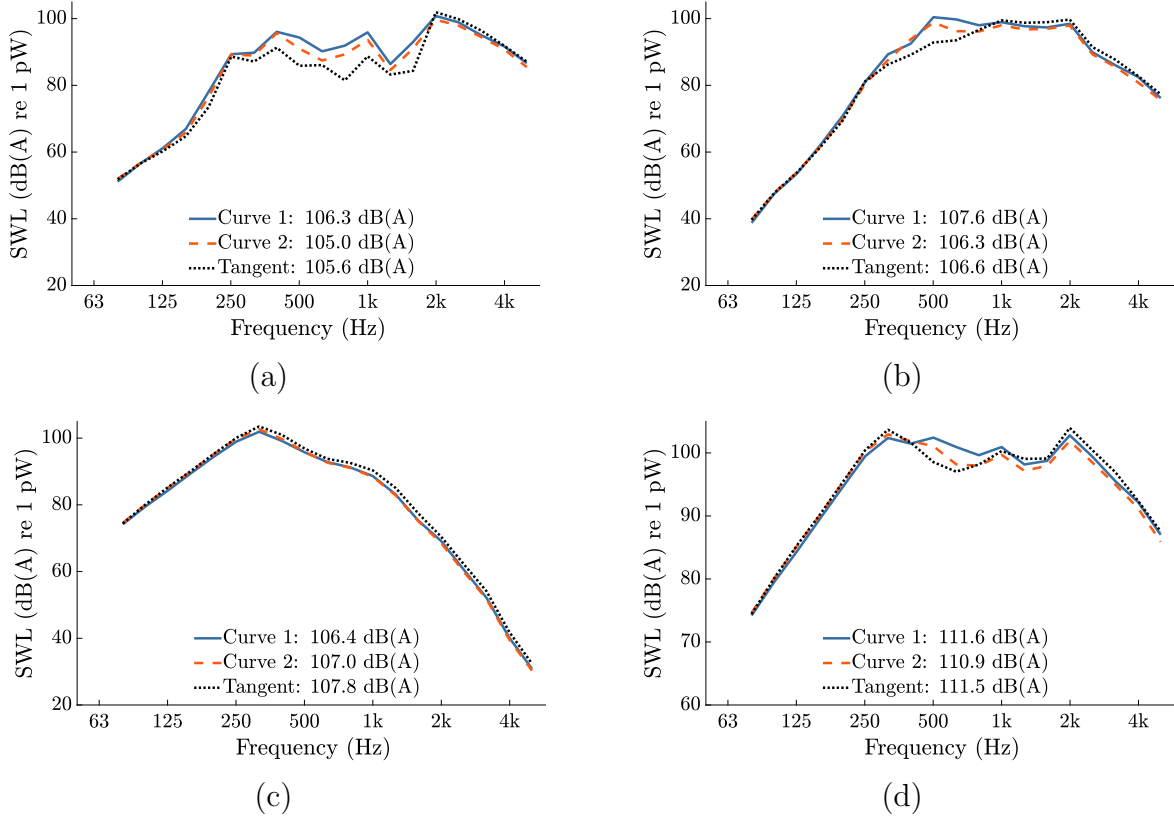 SWL (dB(A) re 1 pW)
100
80
60
40
20
Curve 1: 106.3 dB(A)
Curve 2: 105.0 dB(A)
Tangent: 105.6 dB(A)
63 125 250 500 1k 2k 4k
Frequency (Hz)
(a)
SWL (dB(A) re 1 pW)
100
80
60
40
20
Curve 1: 107.6 dB(A)
Curve 2: 106.3 dB(A)
Tangent: 106.6 dB(A)
63 125 250 500 1k 2k 4k
Frequency (Hz)
(b)
SWL (dB(A) re 1 pW)
100
80
60
40
20
Curve 1: 106.4 dB(A)
Curve 2: 107.0 dB(A)
Tangent: 107.8 dB(A)
63 125 250 500 1k 2k 4k
Frequency (Hz)
(c)
SWL (dB(A) re 1 pW)
100
90
80
70
60
Curve 1: 111.6 dB(A)
Curve 2: 110.9 dB(A)
Tangent: 111.5 dB(A)
63 125 250 500 1k 2k 4k
Frequency (Hz)
(d)